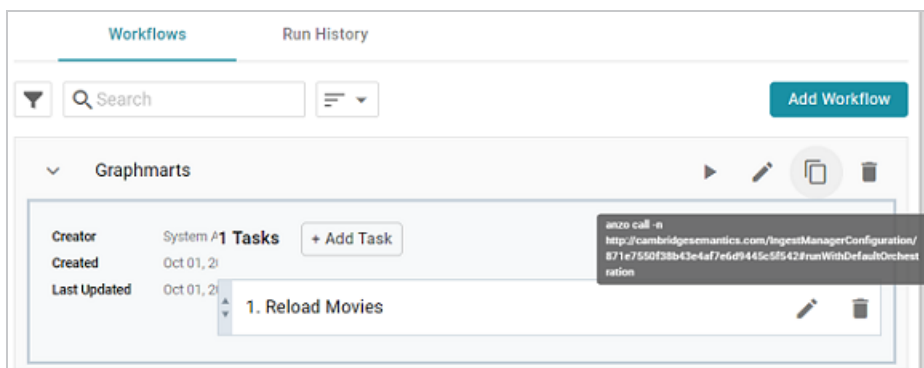 Workflows Run History
Search
Add Workflow
Graphmarts
anzo call -n
http://cambridgesemantics.com/IngestManagerConfiguration/
871e7550f38b43e4af7e6d9445c5f542#runWithDefaultOrchest
ration
Creator System A
1 Tasks + Add Task
Created Oct 01, 2
Last Updated Oct 01, 2
1. Reload Movies